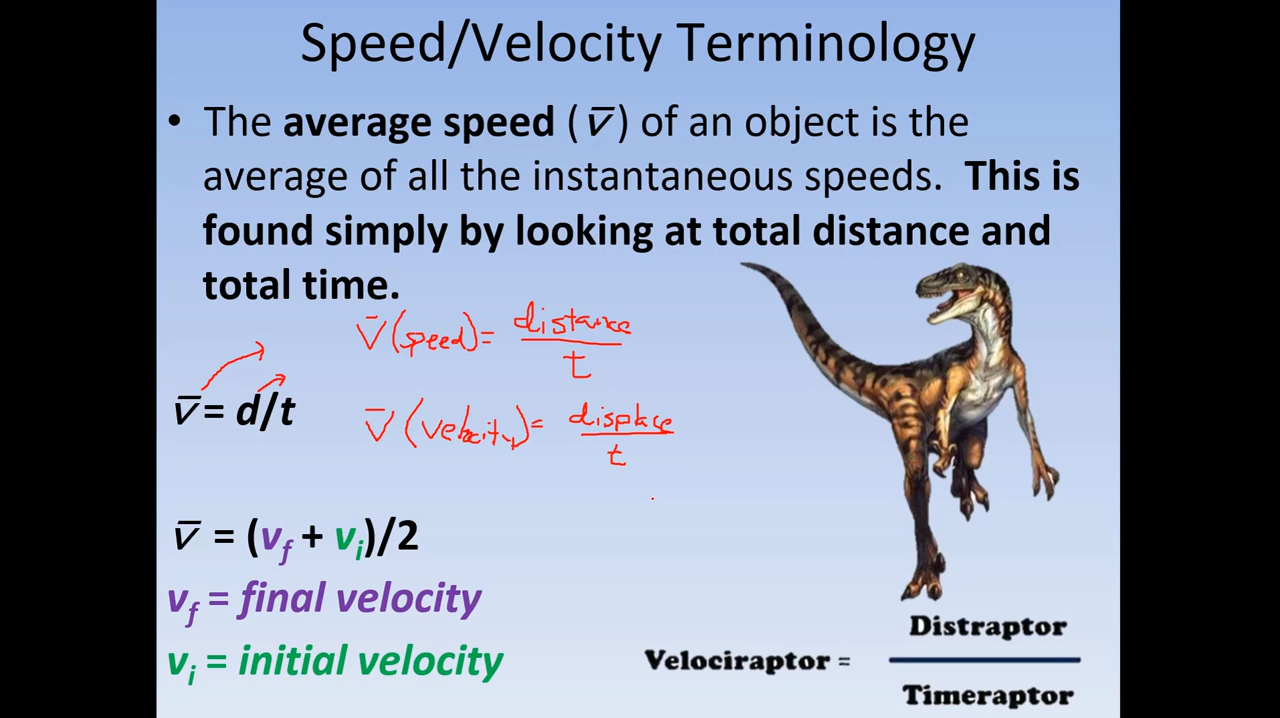 Speed/Velocity Terminology
• The average speed (v̅) of an object is the
average of all the instantaneous speeds. This is
found simply by looking at total distance and
total time.
v̅ (speed) = distance / t
v̅ = d/t
v̅ (velocity) = displace / t
v̅ = (vf + vi)/2
vf = final velocity
vi = initial velocity
Velociraptor = Distraptor / Timeraptor